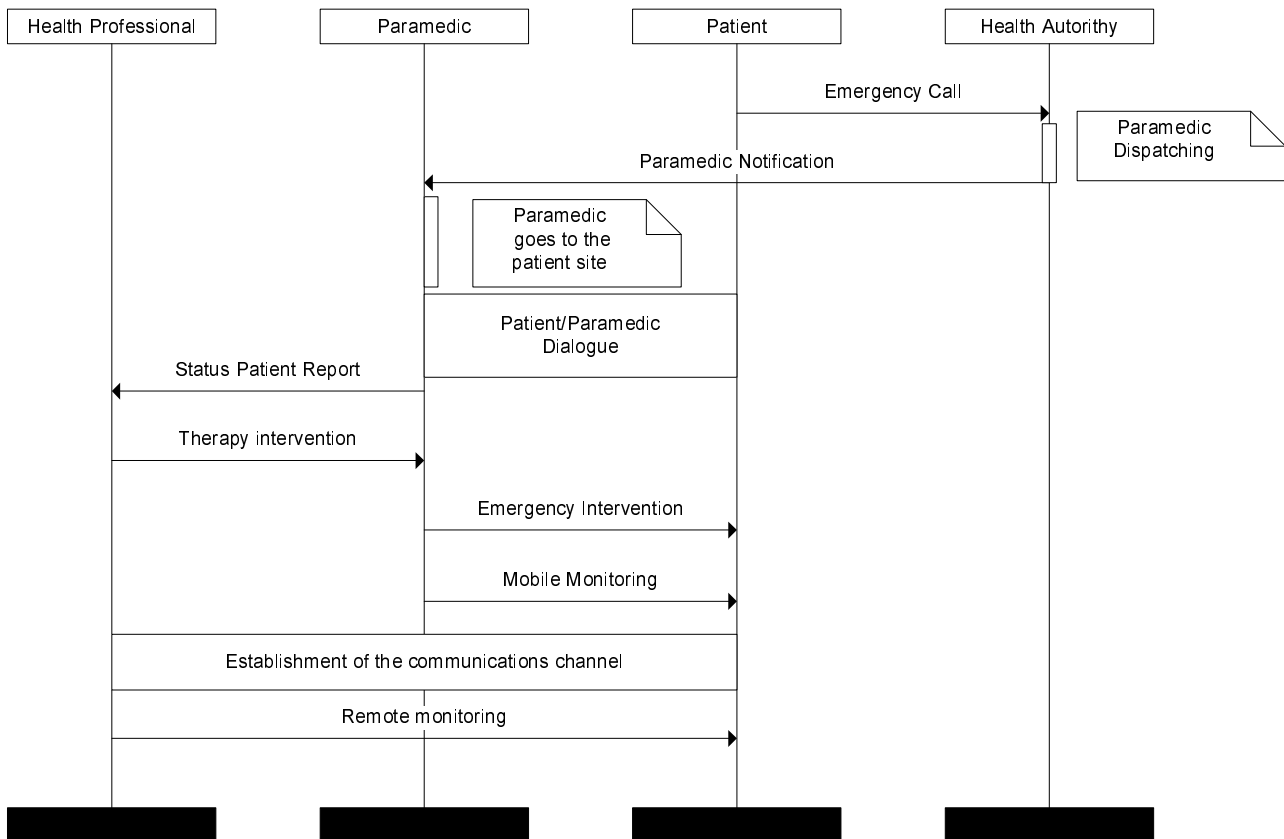 Health Professional
Paramedic
Patient
Health Autorithy
Emergency Call
Paramedic
Dispatching
Paramedic Notification
Paramedic
goes to the
patient site
Patient/Paramedic
Dialogue
Status Patient Report
Therapy intervention
Emergency Intervention
Mobile Monitoring
Establishment of the communications channel
Remote monitoring